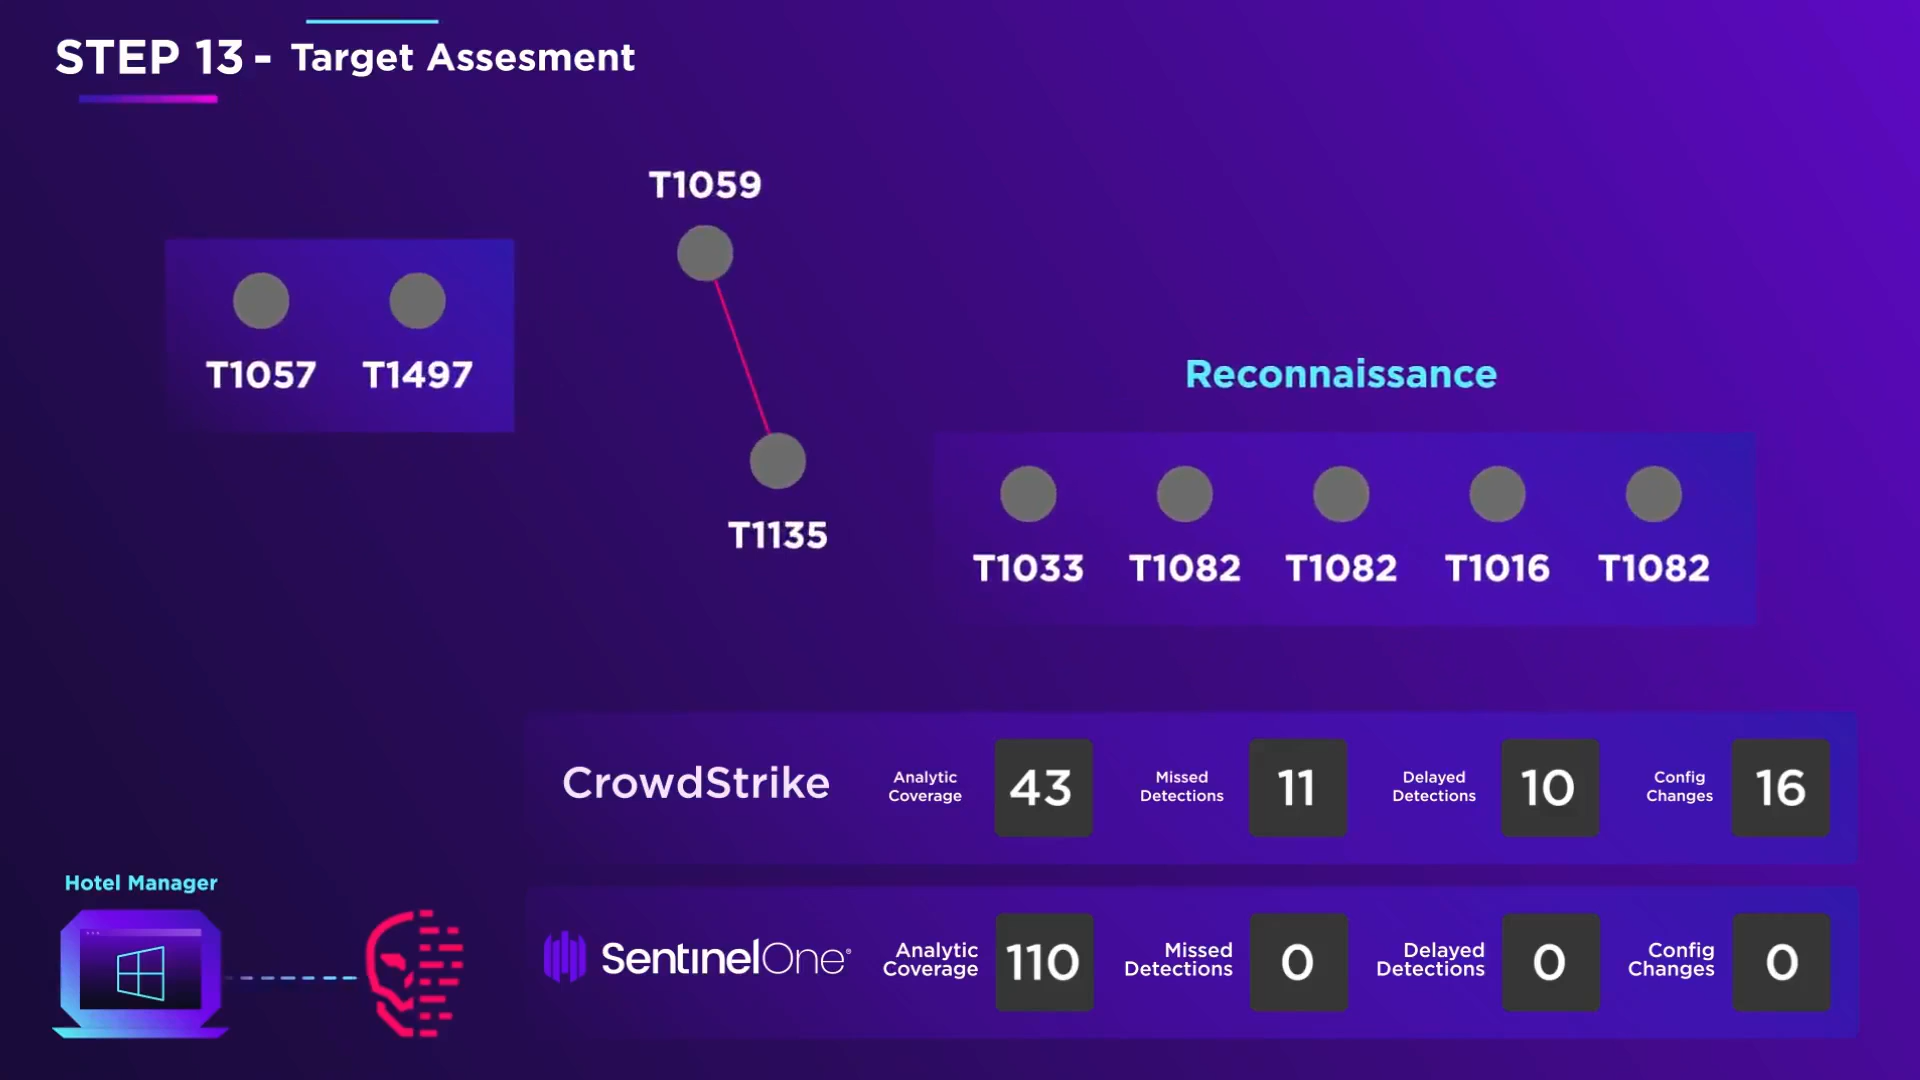 STEP 13 - Target Assesment
T1059
T1057 T1497
Reconnaissance
T1135
T1033 T1082 T1082 T1016 T1082
CrowdStrike
Analytic
Coverage
43
Missed
Detections
11
Delayed
Detections
10
Config
Changes
16
Hotel Manager
SentinelOne®
Analytic
Coverage
110
Missed
Detections
0
Delayed
Detections
0
Config
Changes
0